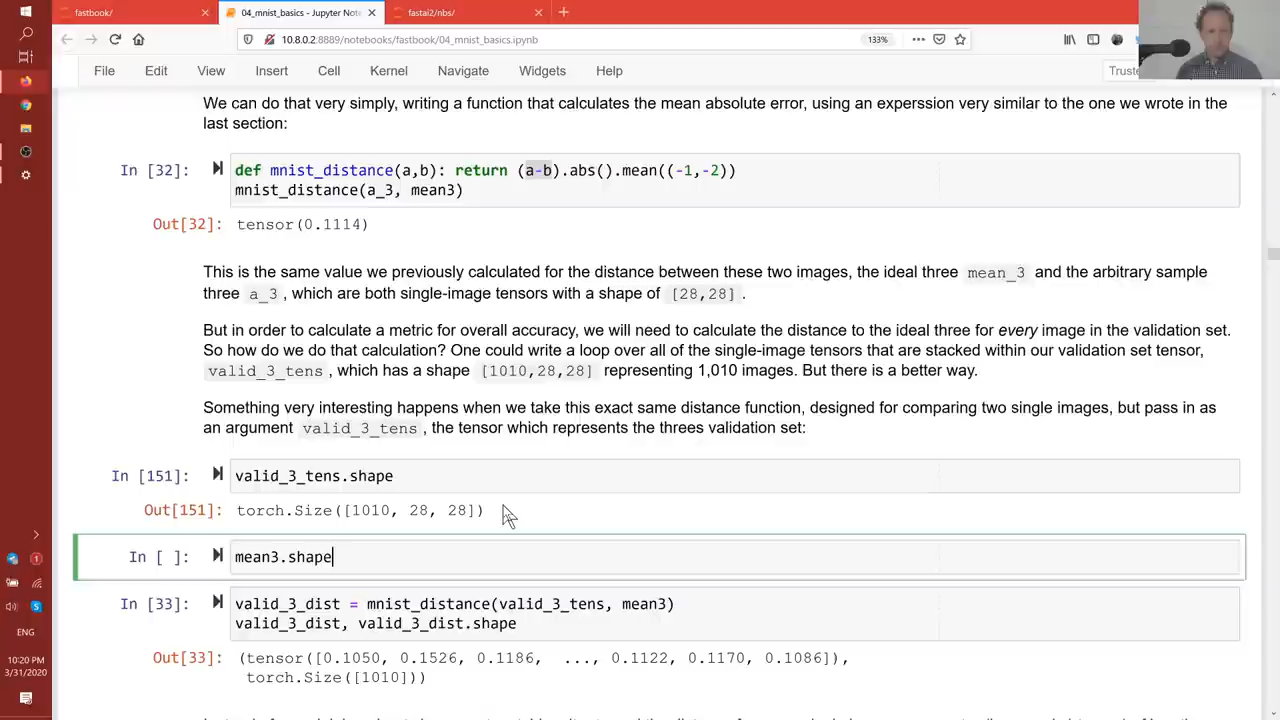 fastbook/
04_mnist_basics - Jupyter Not
fastai2/nbs/
10.8.0.2:8889/notebooks/fastbook/04_mnist_basics.ipynb
133%
File Edit View Insert Cell Kernel Navigate Widgets Help
Truste
We can do that very simply, writing a function that calculates the mean absolute error, using an experssion very similar to the one we wrote in the
last section:
In [32]: def mnist_distance(a,b): return (a-b).abs().mean((-1,-2))
mnist_distance(a_3, mean3)
Out[32]: tensor(0.1114)
This is the same value we previously calculated for the distance between these two images, the ideal three mean_3 and the arbitrary sample
three a_3 , which are both single-image tensors with a shape of [28,28] .
But in order to calculate a metric for overall accuracy, we will need to calculate the distance to the ideal three for every image in the validation set.
So how do we do that calculation? One could write a loop over all of the single-image tensors that are stacked within our validation set tensor,
valid_3_tens , which has a shape [1010,28,28] representing 1,010 images. But there is a better way.
Something very interesting happens when we take this exact same distance function, designed for comparing two single images, but pass in as
an argument valid_3_tens , the tensor which represents the threes validation set:
In [151]: valid_3_tens.shape
Out[151]: torch.Size([1010, 28, 28])
In [ ]: mean3.shape
In [33]: valid_3_dist = mnist_distance(valid_3_tens, mean3)
valid_3_dist, valid_3_dist.shape
Out[33]: (tensor([0.1050, 0.1526, 0.1186, ..., 0.1122, 0.1170, 0.1086]),
torch.Size([1010]))
1
ENG
10:20 PM
3/31/2020